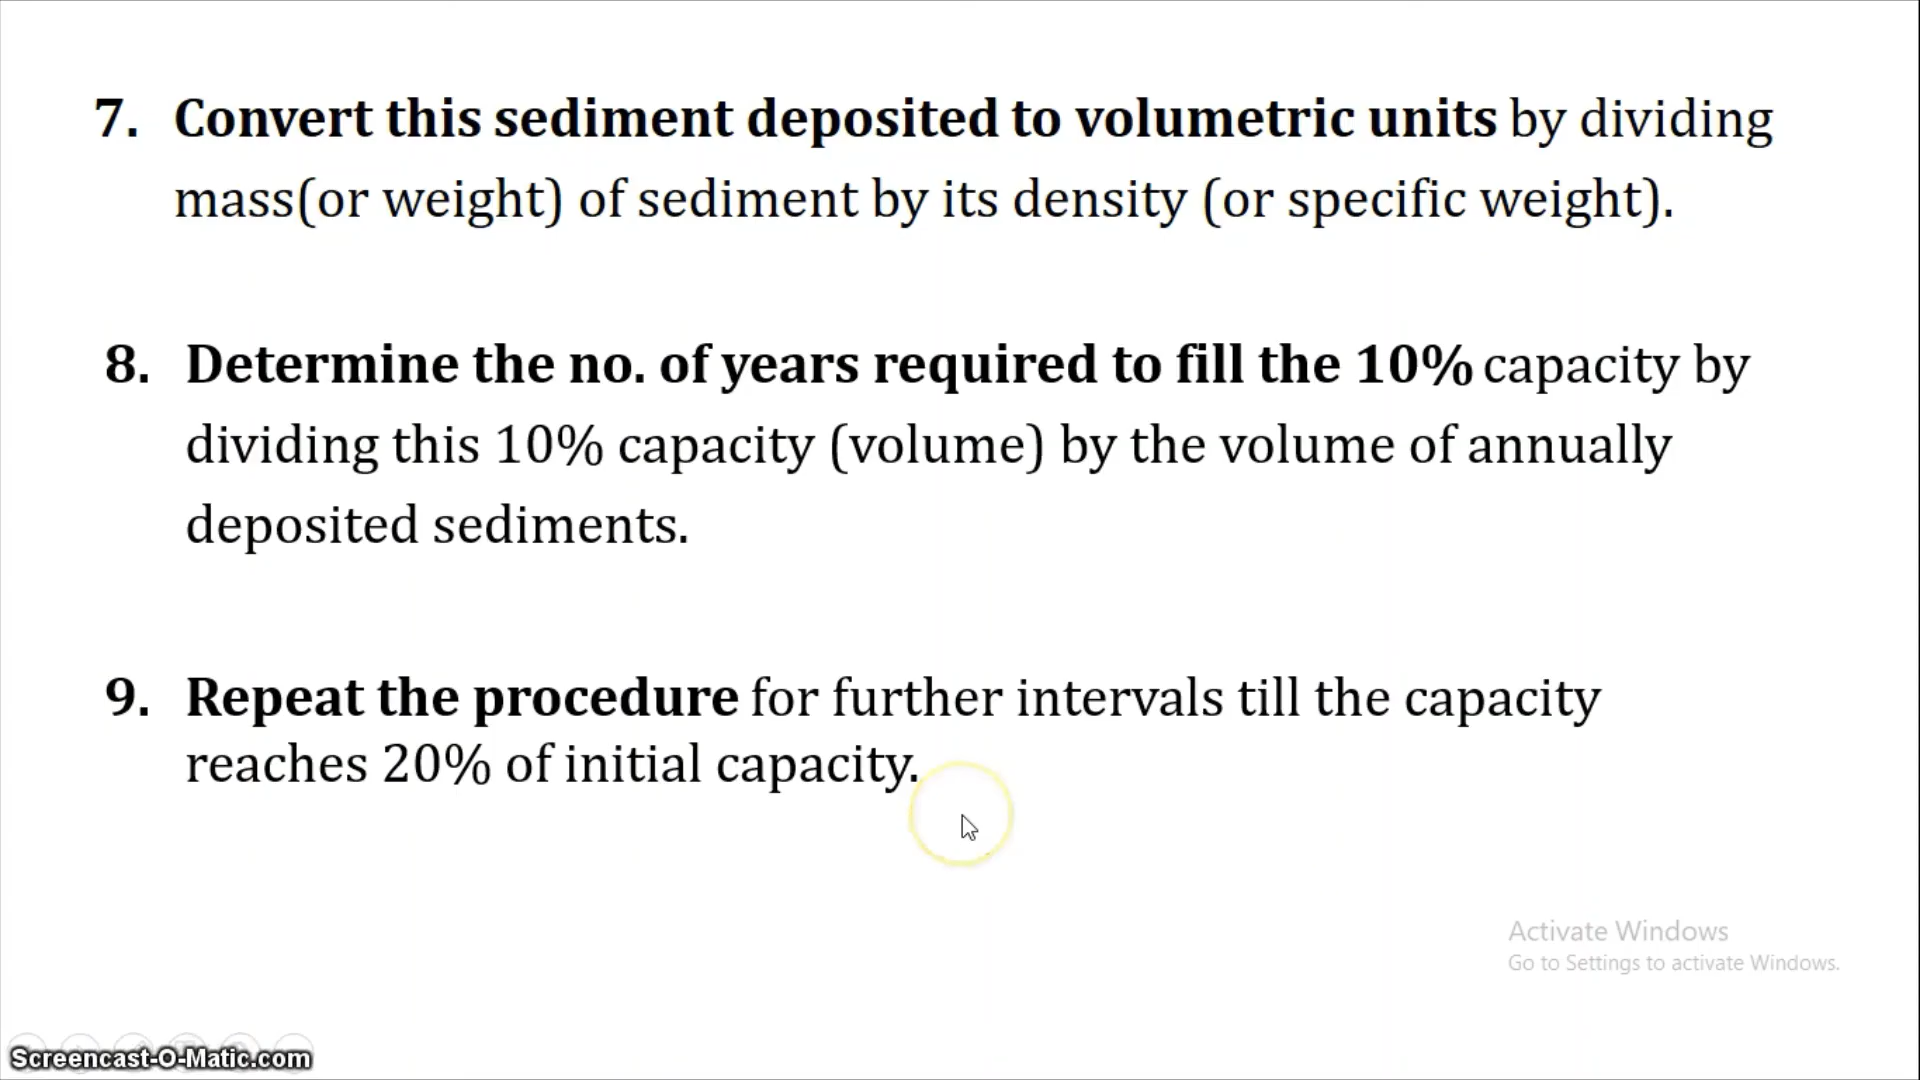 7. Convert this sediment deposited to volumetric units by dividing
mass(or weight) of sediment by its density (or specific weight).
8. Determine the no. of years required to fill the 10% capacity by
dividing this 10% capacity (volume) by the volume of annually
deposited sediments.
9. Repeat the procedure for further intervals till the capacity
reaches 20% of initial capacity.
Activate Windows
Go to Settings to activate Windows.
Screencast-O-Matic.com